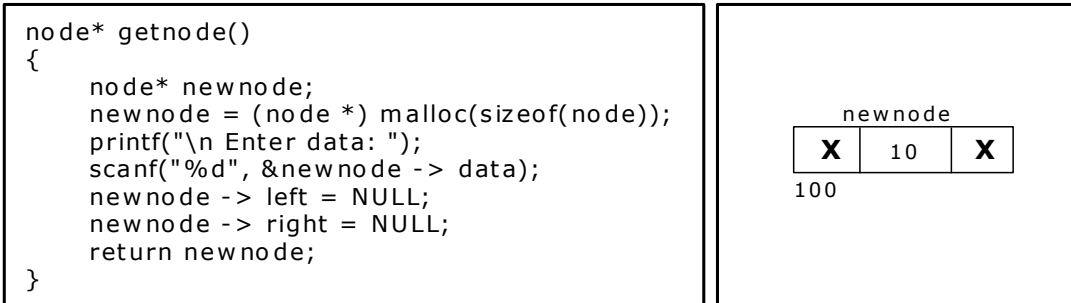 node* getnode()
{
node* newnode;
newnode = (node *) malloc(sizeof(node));
printf("\n Enter data: ");
scanf("%d", &newnode -> data);
newnode -> left = NULL;
newnode -> right = NULL;
return newnode;
}
newnode
X 10 X
100